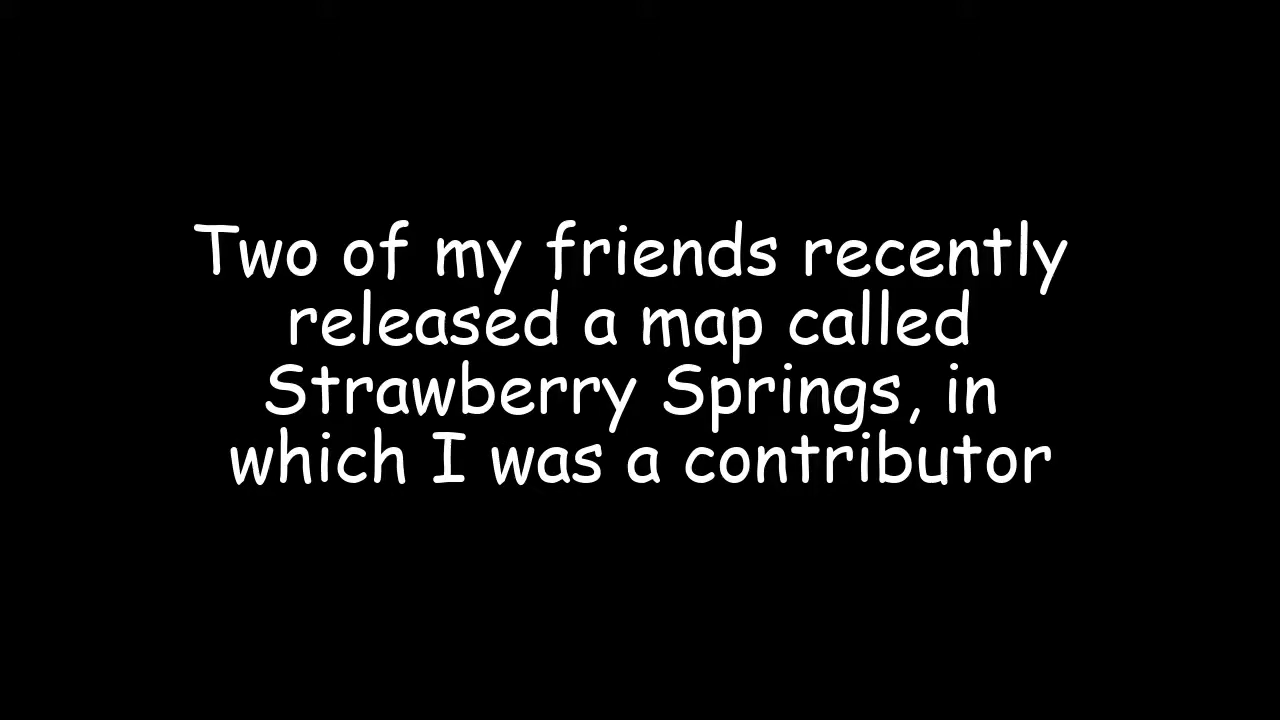 Two of my friends recently
released a map called
Strawberry Springs, in
which I was a contributor